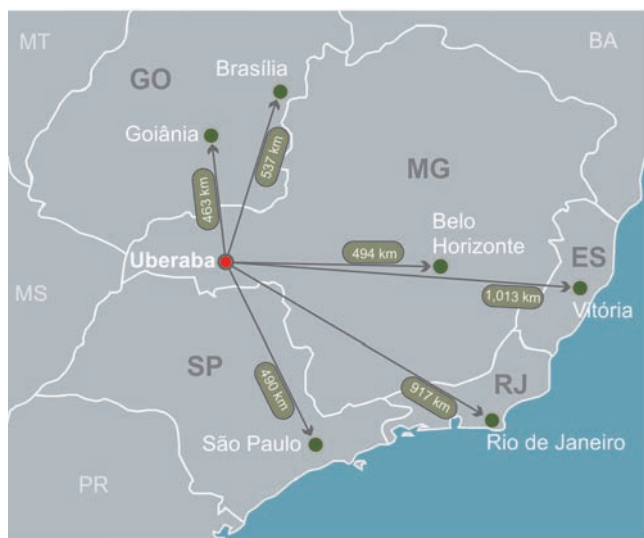 MT
BA
Brasília
GO
Goiânia
537 km
MG
463 km
Belo
Horizonte
494 km
ES
Uberaba
MS
1,013 km
Vitória
SP
RJ
490 km
917 km
São Paulo
Rio de Janeiro
PR